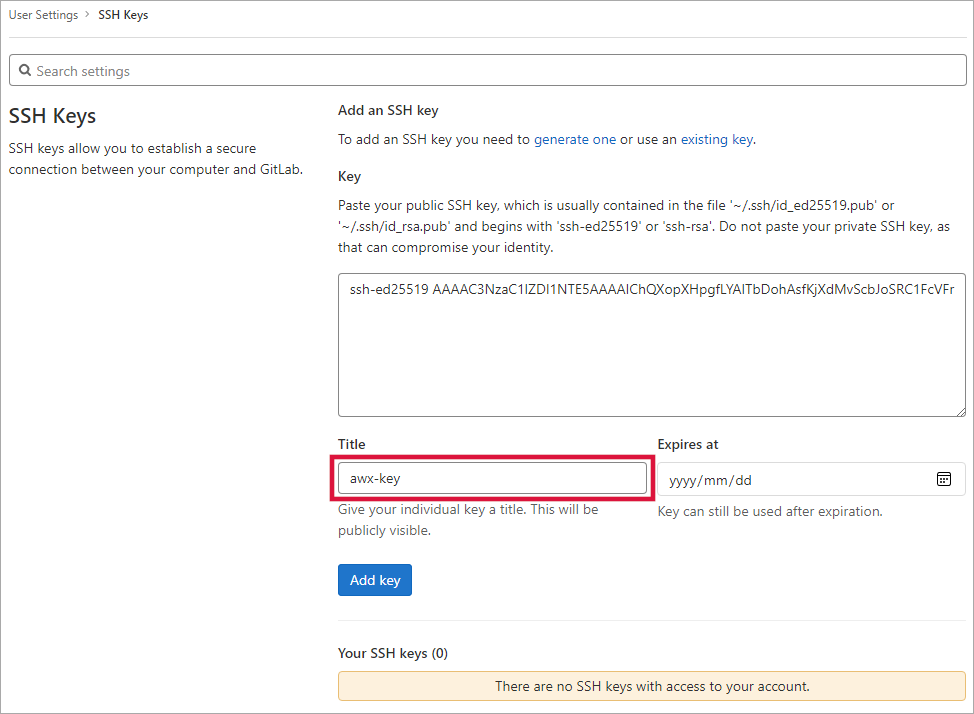 User Settings > SSH Keys
Search settings
SSH Keys
SSH keys allow you to establish a secure
connection between your computer and GitLab.
Add an SSH key
To add an SSH key you need to generate one or use an existing key.
Key
Paste your public SSH key, which is usually contained in the file '~/.ssh/id_ed25519.pub' or
'~/.ssh/id_rsa.pub' and begins with 'ssh-ed25519' or 'ssh-rsa'. Do not paste your private SSH key, as
that can compromise your identity.
ssh-ed25519 AAAAC3NzaC1lZDI1NTE5AAAAIChQXopXHpgfLYAITbDohAsfKjXdMvScbJoSRC1FcVFr
Title
Expires at
awx-key
yyyy/mm/dd
Give your individual key a title. This will be
publicly visible.
Key can still be used after expiration.
Add key
Your SSH keys (0)
There are no SSH keys with access to your account.